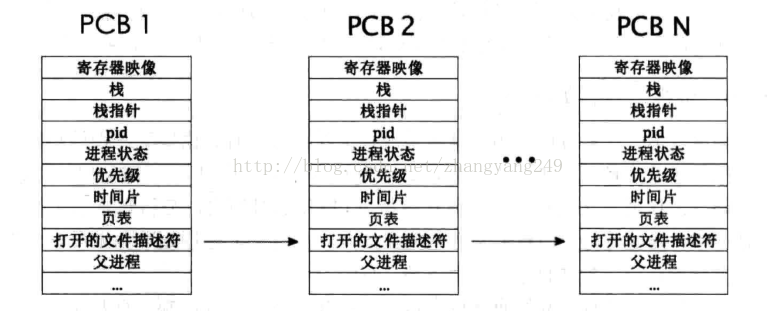 PCB 1
寄存器映像
栈
栈指针
pid
进程状态
优先级
时间片
页表
打开的文件描述符
父进程
...
PCB 2
寄存器映像
栈
栈指针
pid
进程状态
优先级
时间片
页表
打开的文件描述符
父进程
...
...
PCB N
寄存器映像
栈
栈指针
pid
进程状态
优先级
时间片
页表
打开的文件描述符
父进程
...
http://blog.csdn.net/zhangyang249